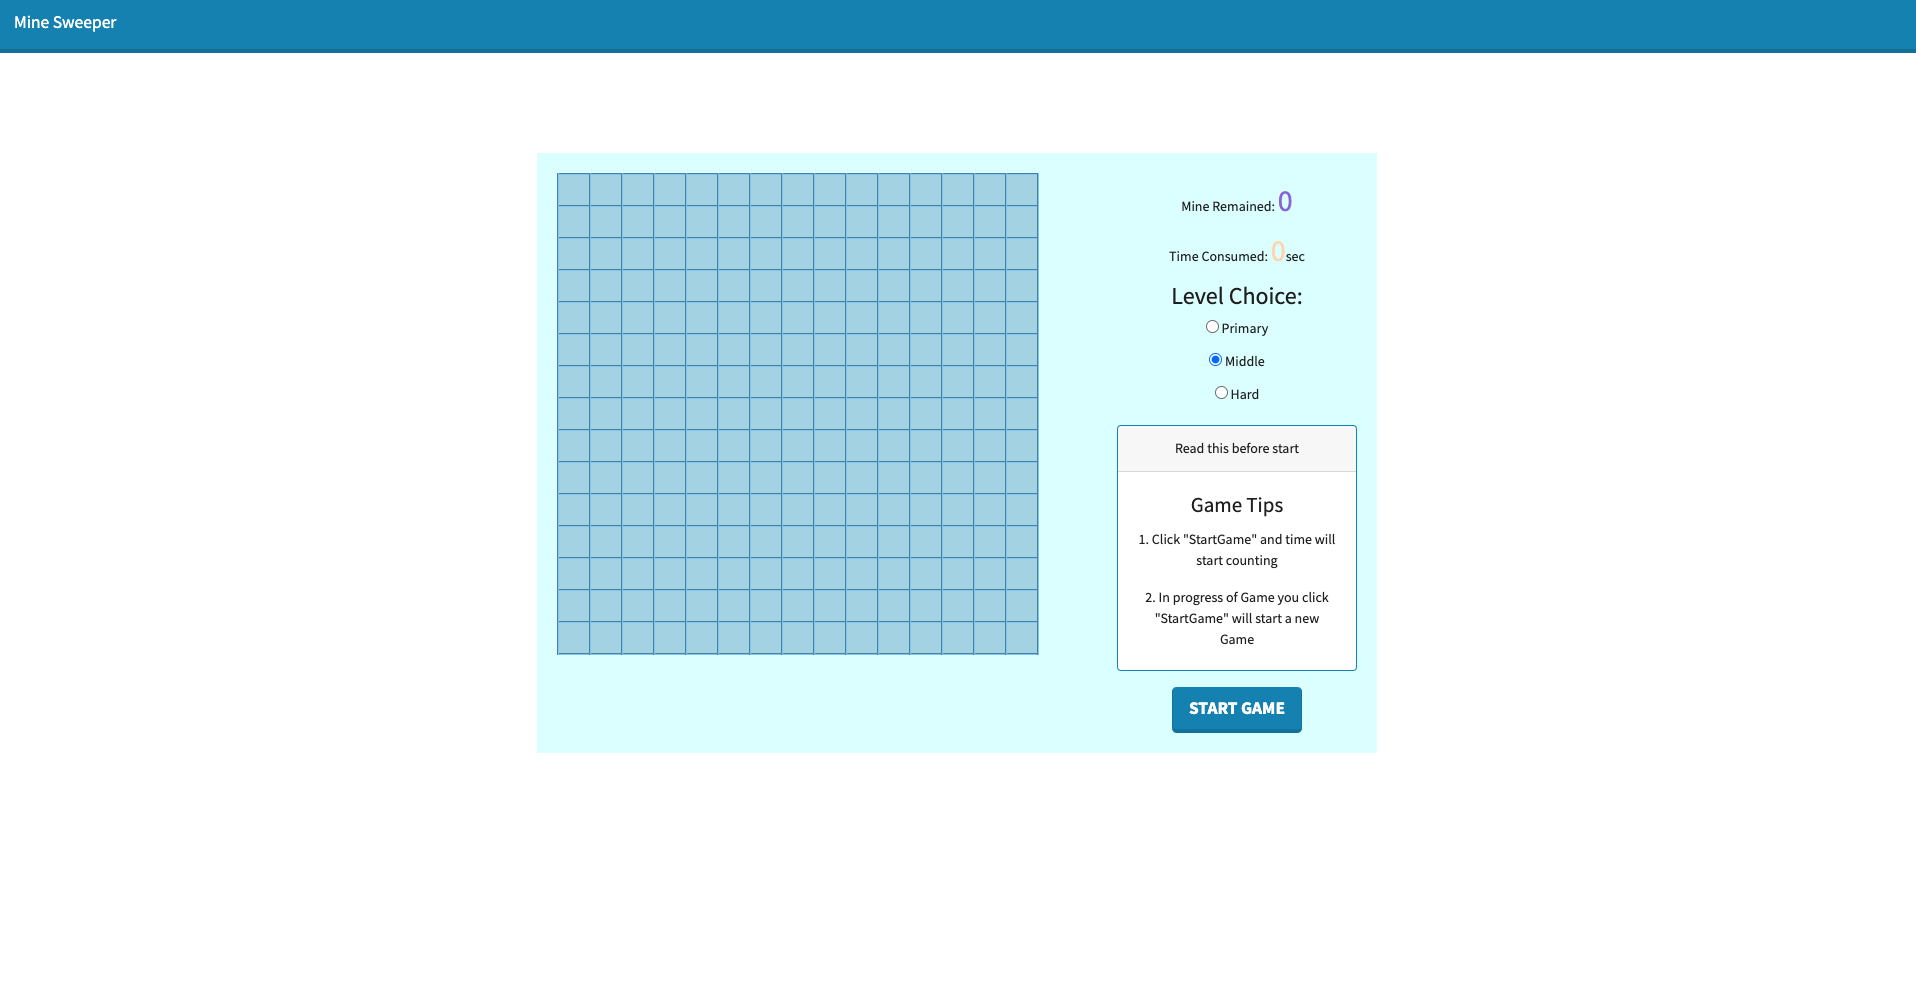 Mine Sweeper
Mine Remained: 0
Time Consumed: 0sec
Level Choice:
Primary
Middle
Hard
Read this before start
Game Tips
1. Click "StartGame" and time will
start counting
2. In progress of Game you click
"StartGame" will start a new
Game
START GAME